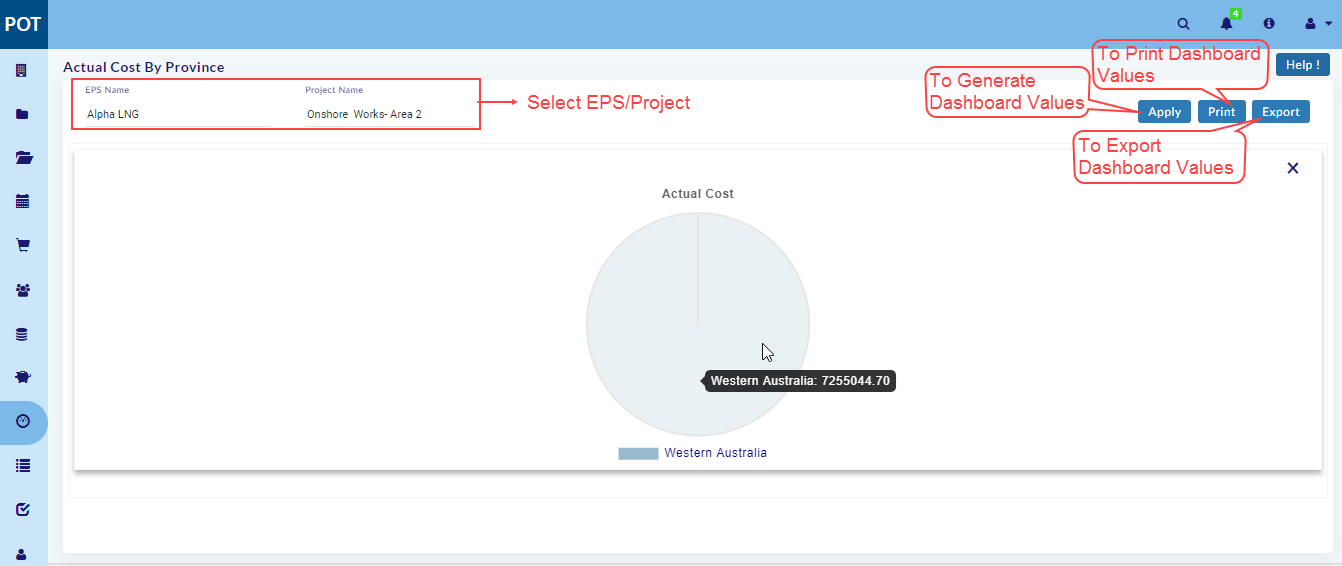 POT
4
Actual Cost By Province
Help !
EPS Name
Project Name
Alpha LNG
Onshore Works- Area 2
Select EPS/Project
To Generate
Dashboard Values
To Print Dashboard
Values
Apply
Print
Export
To Export
Dashboard Values
Actual Cost
Western Australia: 7255044.70
Western Australia